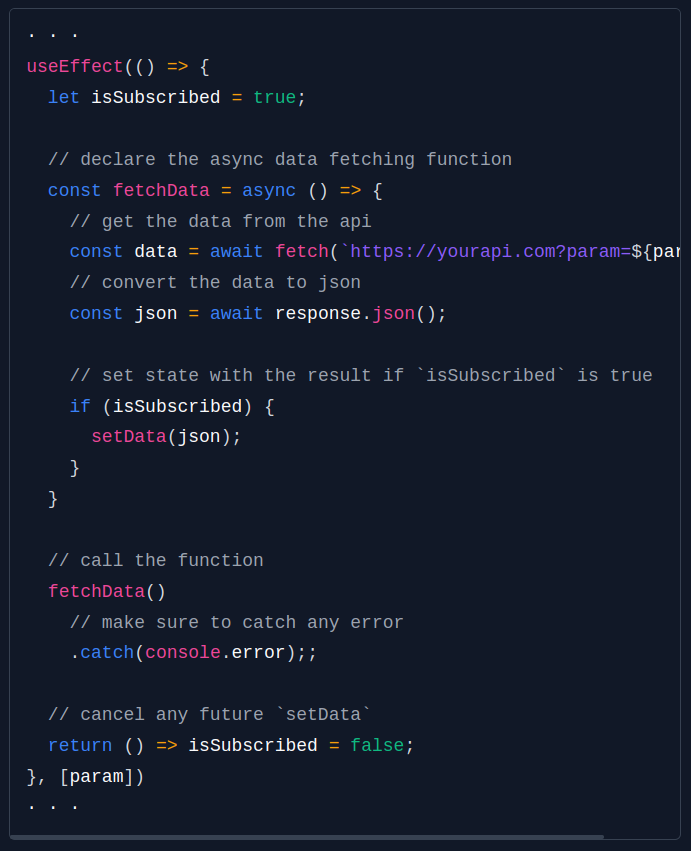 . . .
useEffect(() => {
  let isSubscribed = true;

  // declare the async data fetching function
  const fetchData = async () => {
    // get the data from the api
    const data = await fetch(`https://yourapi.com?param=${par
    // convert the data to json
    const json = await response.json();

    // set state with the result if `isSubscribed` is true
    if (isSubscribed) {
      setData(json);
    }
  }

  // call the function
  fetchData()
    // make sure to catch any error
    .catch(console.error);;

  // cancel any future `setData`
  return () => isSubscribed = false;
}, [param])
. . .